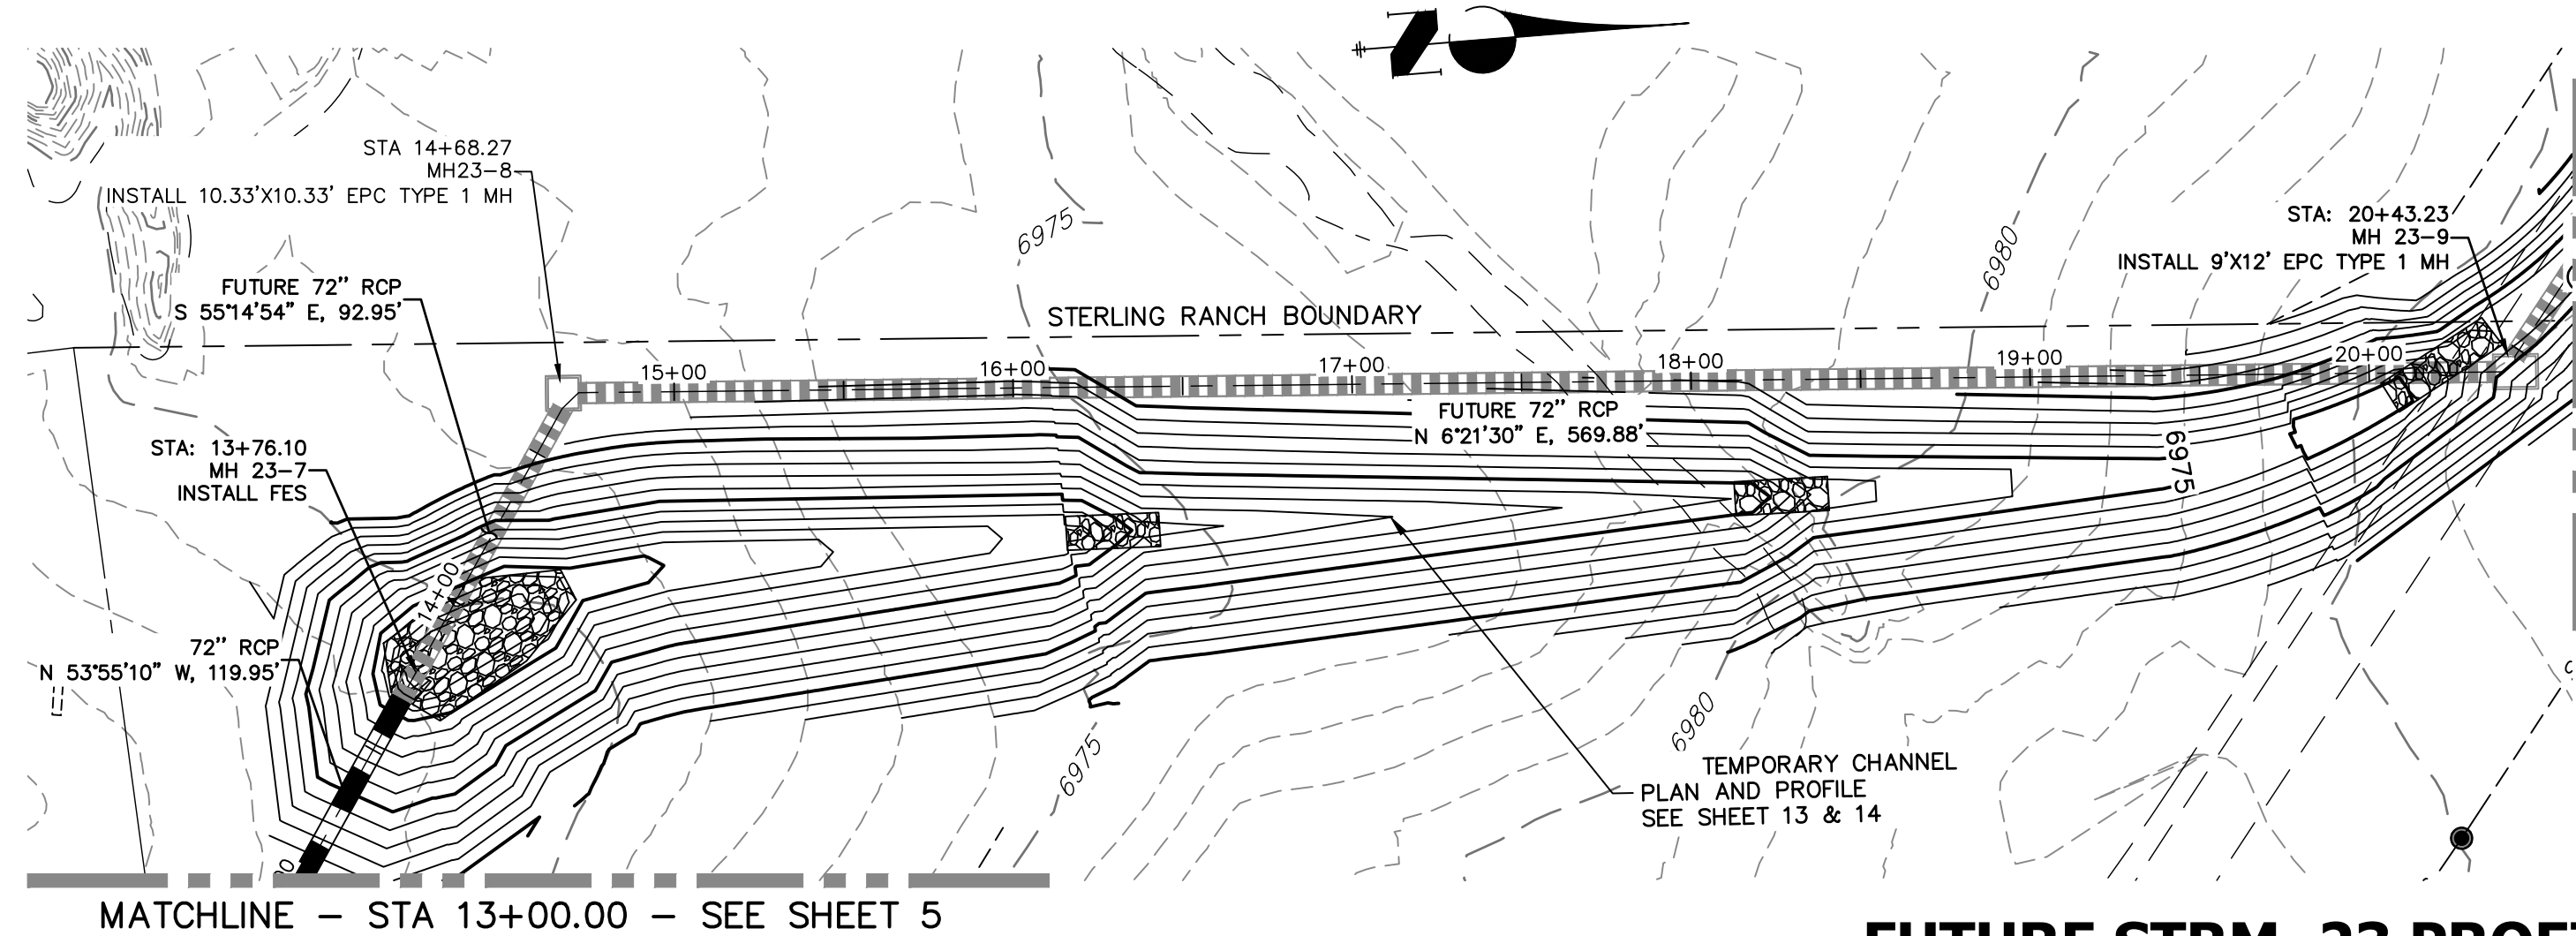 STA 14+68.27
MH23-8
INSTALL 10.33'X10.33' EPC TYPE 1 MH
FUTURE 72" RCP
S 55°14'54" E, 92.95'
STA: 13+76.10
MH 23-7
INSTALL FES
72" RCP
N 53°55'10" W, 119.95'
14+00
15+00
16+00
17+00
18+00
19+00
20+00
6975
STERLING RANCH BOUNDARY
6980
STA: 20+43.23
MH 23-9
INSTALL 9'X12' EPC TYPE 1 MH
FUTURE 72" RCP
N 6°21'30" E, 569.88'
6975
6975
6980
TEMPORARY CHANNEL
PLAN AND PROFILE
SEE SHEET 13 & 14
MATCHLINE - STA 13+00.00 - SEE SHEET 5